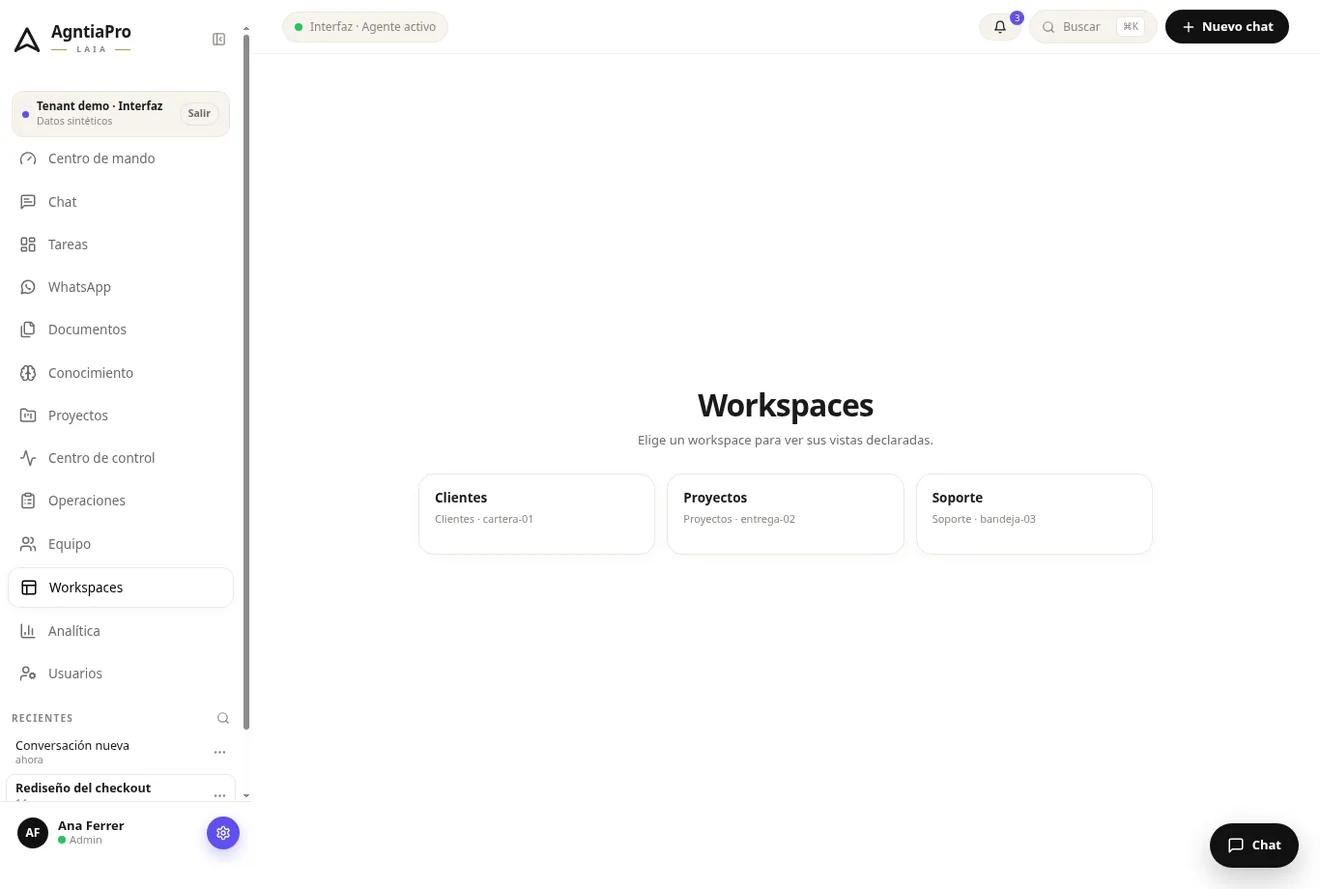 AgntiaPro
LAIA
Tenant demo · Interfaz
Datos sintéticos
Salir
Centro de mando
Chat
Tareas
WhatsApp
Documentos
Conocimiento
Proyectos
Centro de control
Operaciones
Equipo
Workspaces
Analítica
Usuarios
RECIENTES
Conversación nueva
ahora
Rediseño del checkout
AF
Ana Ferrer
Admin
Interfaz · Agente activo
3
Buscar
⌘K
Nuevo chat
Workspaces
Elige un workspace para ver sus vistas declaradas.
Clientes
Clientes · cartera-01
Proyectos
Proyectos · entrega-02
Soporte
Soporte · bandeja-03
Chat